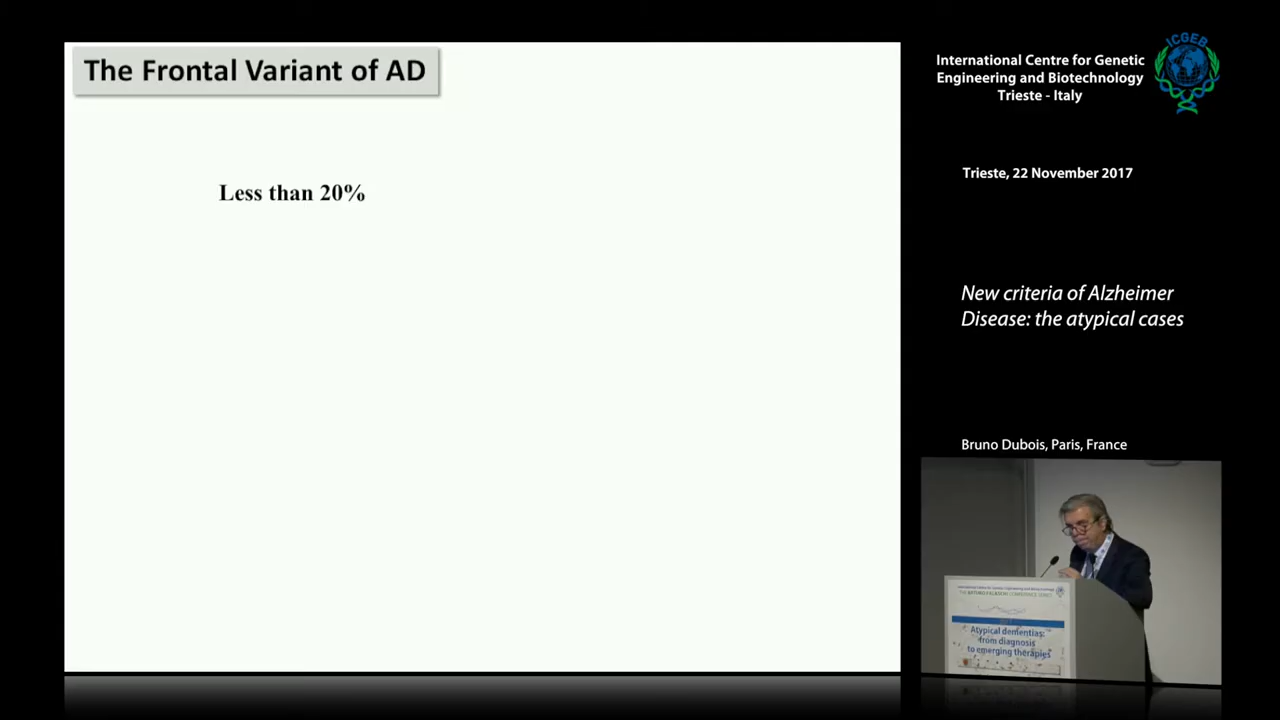 The Frontal Variant of AD
Less than 20%
International Centre for Genetic
Engineering and Biotechnology
Trieste - Italy
ICGEB
Trieste, 22 November 2017
New criteria of Alzheimer
Disease: the atypical cases
Bruno Dubois, Paris, France
Atypical dementias:
from diagnosis
to emerging therapies